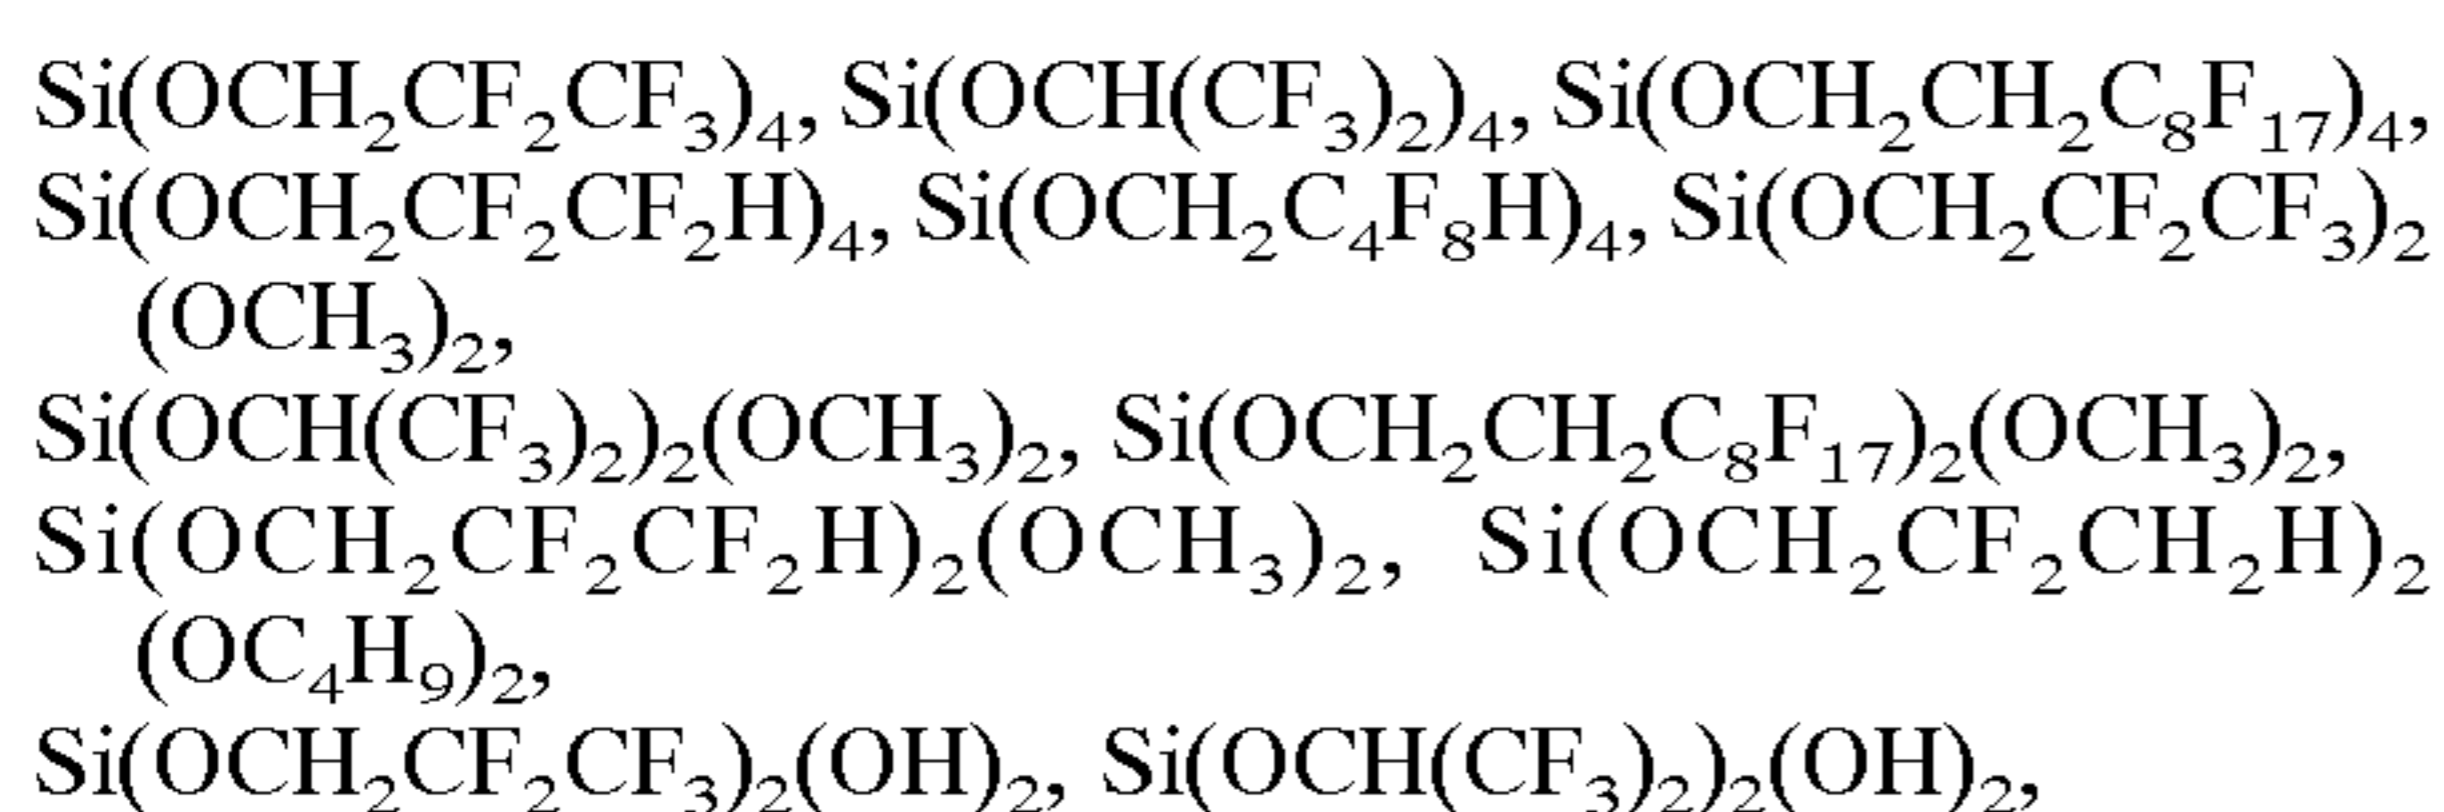 Si(OCH₂CF₂CF₃)₄, Si(OCH(CF₃)₂)₄, Si(OCH₂CH₂C₈F₁₇)₄,
Si(OCH₂CF₂CF₂H)₄, Si(OCH₂C₄F₈H)₄, Si(OCH₂CF₂CF₃)₂
(OCH₃)₂,
Si(OCH(CF₃)₂)₂(OCH₃)₂, Si(OCH₂CH₂C₈F₁₇)₂(OCH₃)₂,
Si(OCH₂CF₂CF₂H)₂(OCH₃)₂, Si(OCH₂CF₂CH₂H)₂
(OC₄H₉)₂,
Si(OCH₂CF₂CF₃)₂(OH)₂, Si(OCH(CF₃)₂)₂(OH)₂,